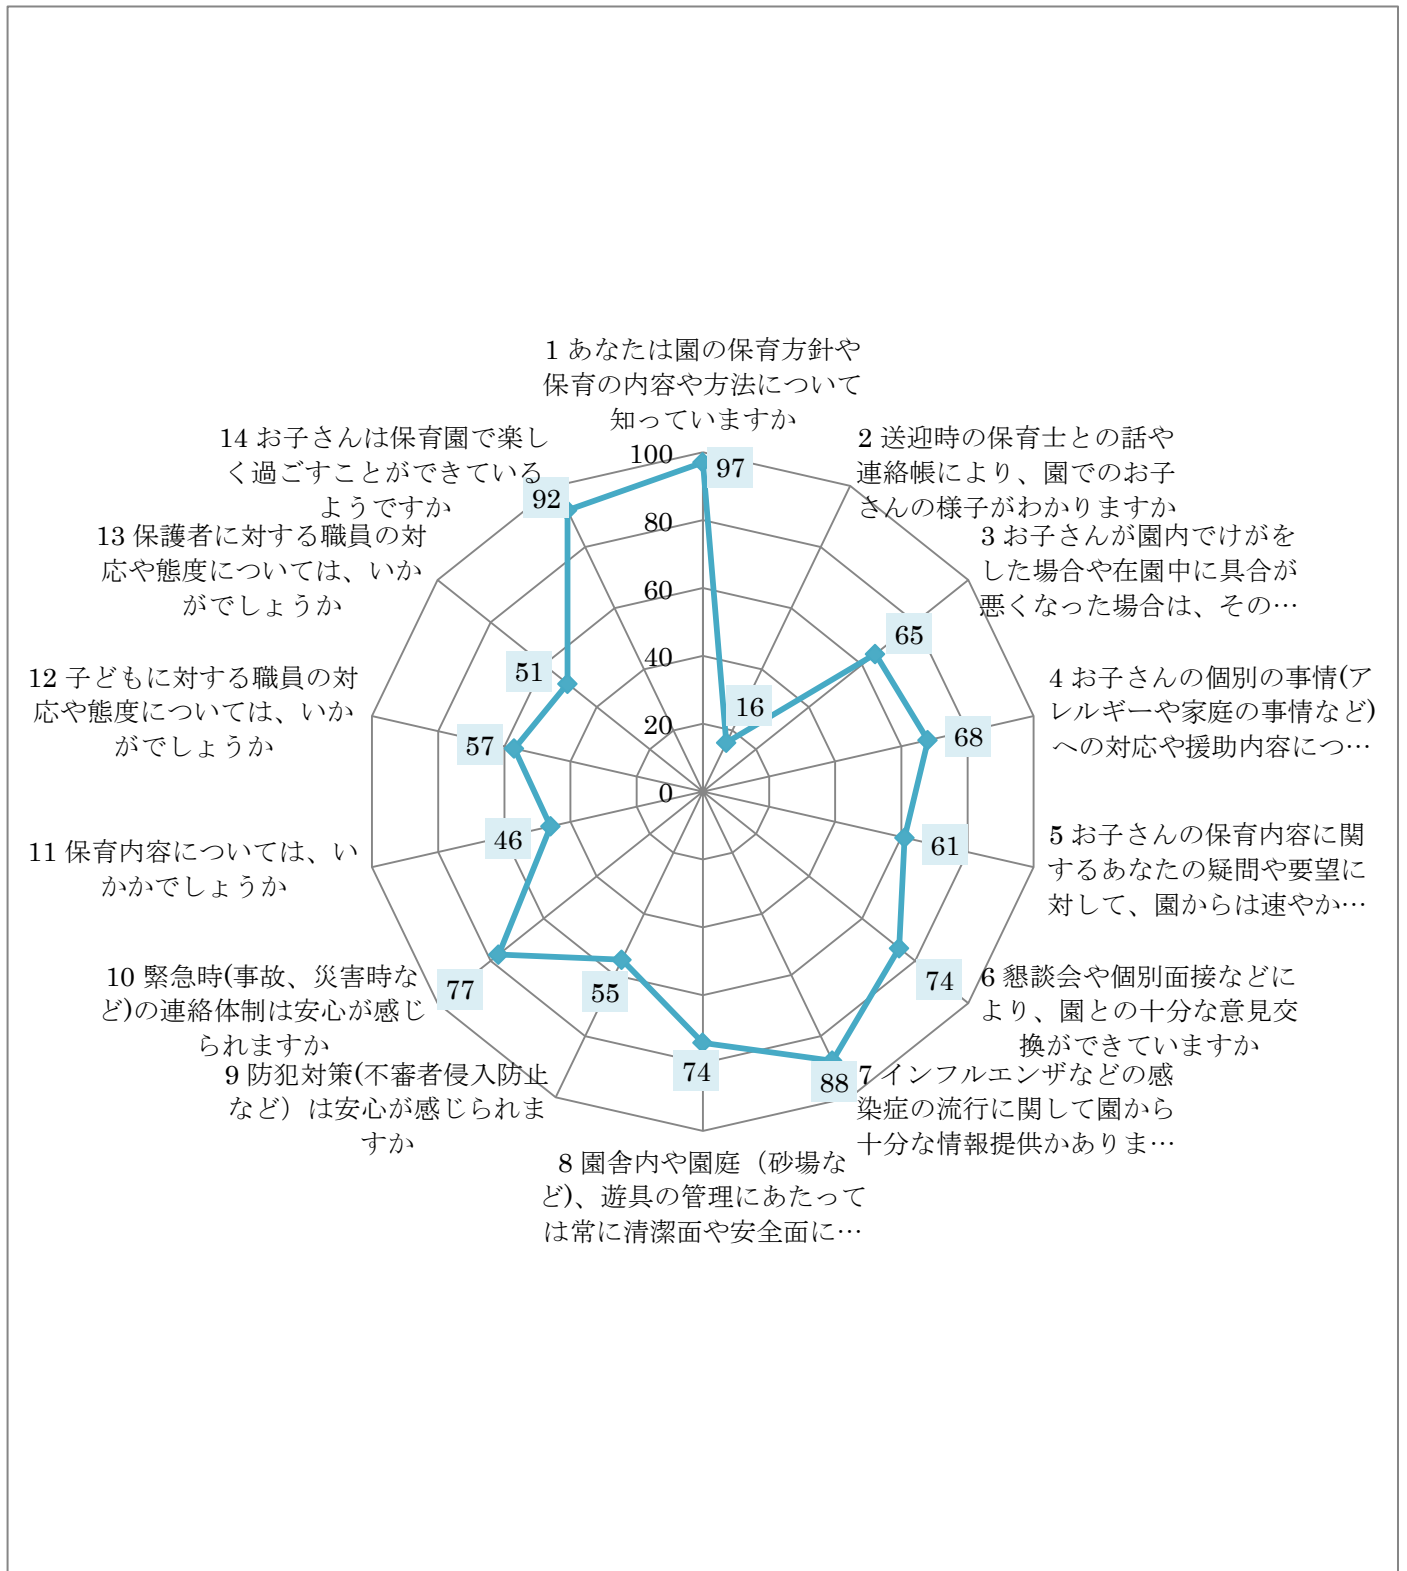 1 あなたは園の保育方針や
保育の内容や方法について
知っていますか
2 送迎時の保育士との話や
連絡帳により、園でのお子
さんの様子がわかりますか
3 お子さんが園内でけがを
した場合や在園中に具合が
悪くなった場合は、その…
4 お子さんの個別の事情(ア
レルギーや家庭の事情など)
への対応や援助内容につ…
5 お子さんの保育内容に関
するあなたの疑問や要望に
対して、園からは速やか…
6 懇談会や個別面接などに
より、園との十分な意見交
換ができていますか
7 インフルエンザなどの感
染症の流行に関して園から
十分な情報提供かありま…
8 園舎内や園庭（砂場な
ど)、遊具の管理にあたって
は常に清潔面や安全面に…
9 防犯対策(不審者侵入防止
など）は安心が感じられま
すか
10 緊急時(事故、災害時な
ど)の連絡体制は安心が感じ
られますか
11 保育内容については、い
かかでしょうか
12 子どもに対する職員の対
応や態度については、いか
がでしょうか
13 保護者に対する職員の対
応や態度については、いか
がでしょうか
14 お子さんは保育園で楽し
く過ごすことができている
ようですか
100
80
60
40
20
0
97
16
65
68
61
74
88
74
55
77
46
57
51
92